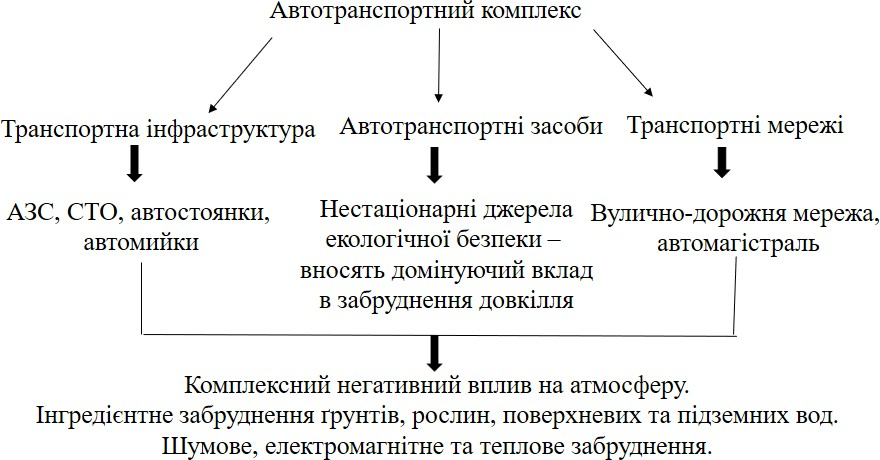 Автотранспортний комплекс
Транспортна інфраструктура
Автотранспортні засоби
Транспортні мережі
АЗС, СТО, автостоянки,
автомийки
Нестаціонарні джерела
екологічної безпеки –
вносять домінуючий вклад
в забруднення довкілля
Вулично-дорожня мережа,
автомагістраль
Комплексний негативний вплив на атмосферу.
Інгредієнтне забруднення ґрунтів, рослин, поверхневих та підземних вод.
Шумове, електромагнітне та теплове забруднення.